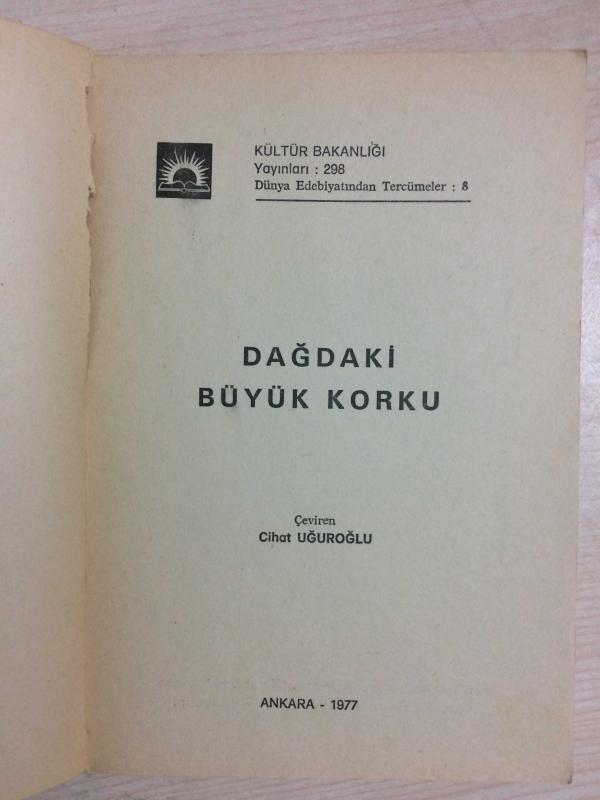 KÜLTÜR BAKANLIĞI
Yayınları : 298
Dünya Edebiyatından Tercümeler : 8
DAĞDAKİ
BÜYÜK KORKU
Çeviren
Cihat UĞUROĞLU
ANKARA - 1977